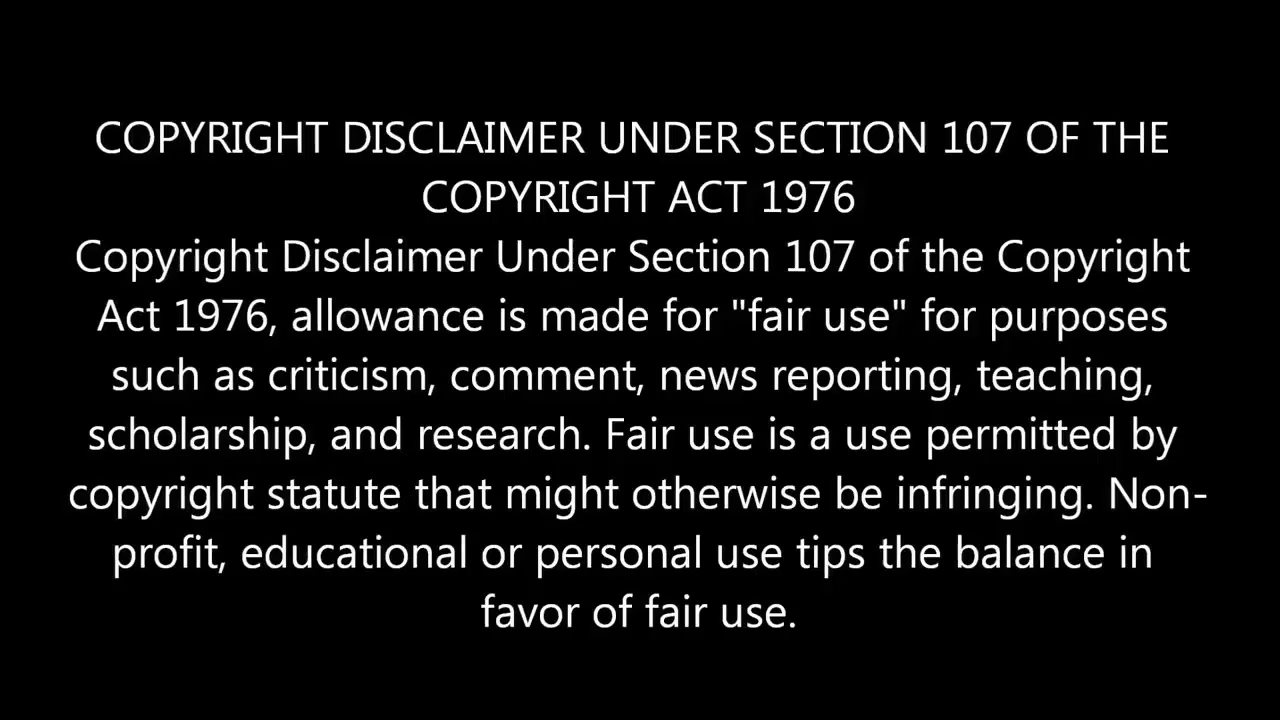 COPYRIGHT DISCLAIMER UNDER SECTION 107 OF THE
COPYRIGHT ACT 1976
Copyright Disclaimer Under Section 107 of the Copyright
Act 1976, allowance is made for "fair use" for purposes
such as criticism, comment, news reporting, teaching,
scholarship, and research. Fair use is a use permitted by
copyright statute that might otherwise be infringing. Non-
profit, educational or personal use tips the balance in
favor of fair use.